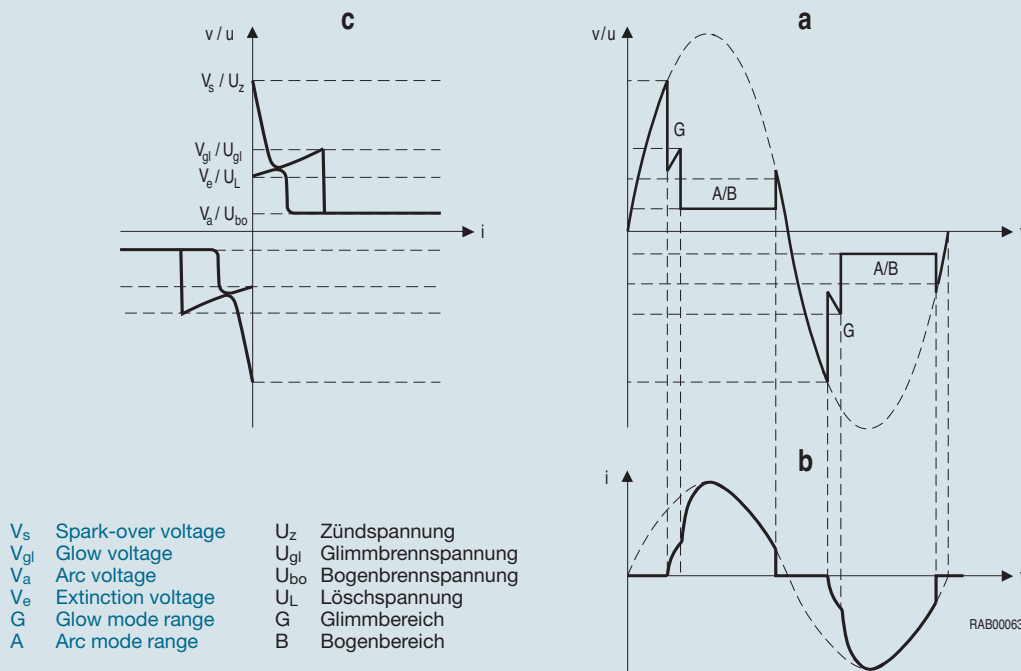 c
v / u
V_s / U_z
V_gl / U_gl
V_e / U_L
V_a / U_bo
i
a
v/u
G
A/B
A/B
G
b
i
V_s Spark-over voltage
V_gl Glow voltage
V_a Arc voltage
V_e Extinction voltage
G Glow mode range
A Arc mode range
U_z Zündspannung
U_gl Glimmbrennspannung
U_bo Bogenbrennspannung
U_L Löschspannung
G Glimmbereich
B Bogenbereich
RAB00063